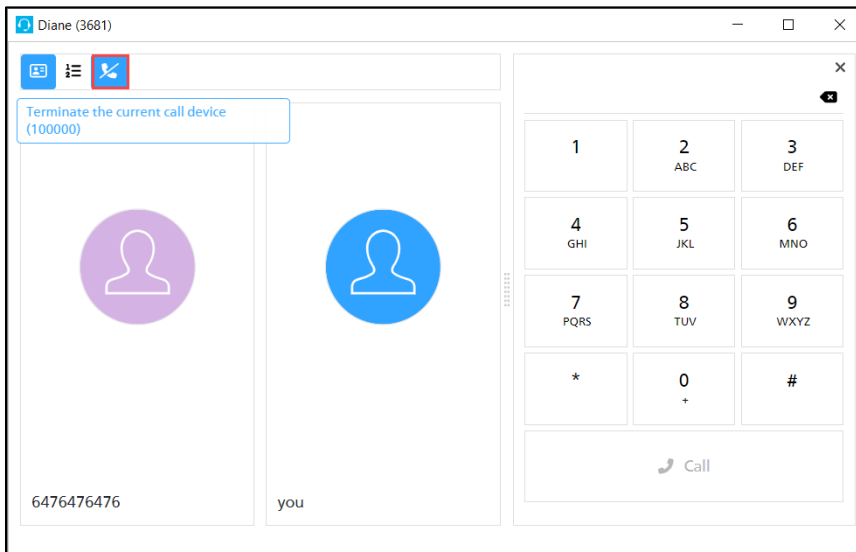 Diane (3681)
Terminate the current call device
(100000)
6476476476
you
1
2
ABC
3
DEF
4
GHI
5
JKL
6
MNO
7
PQRS
8
TUV
9
WXYZ
*
0
+
#
Call